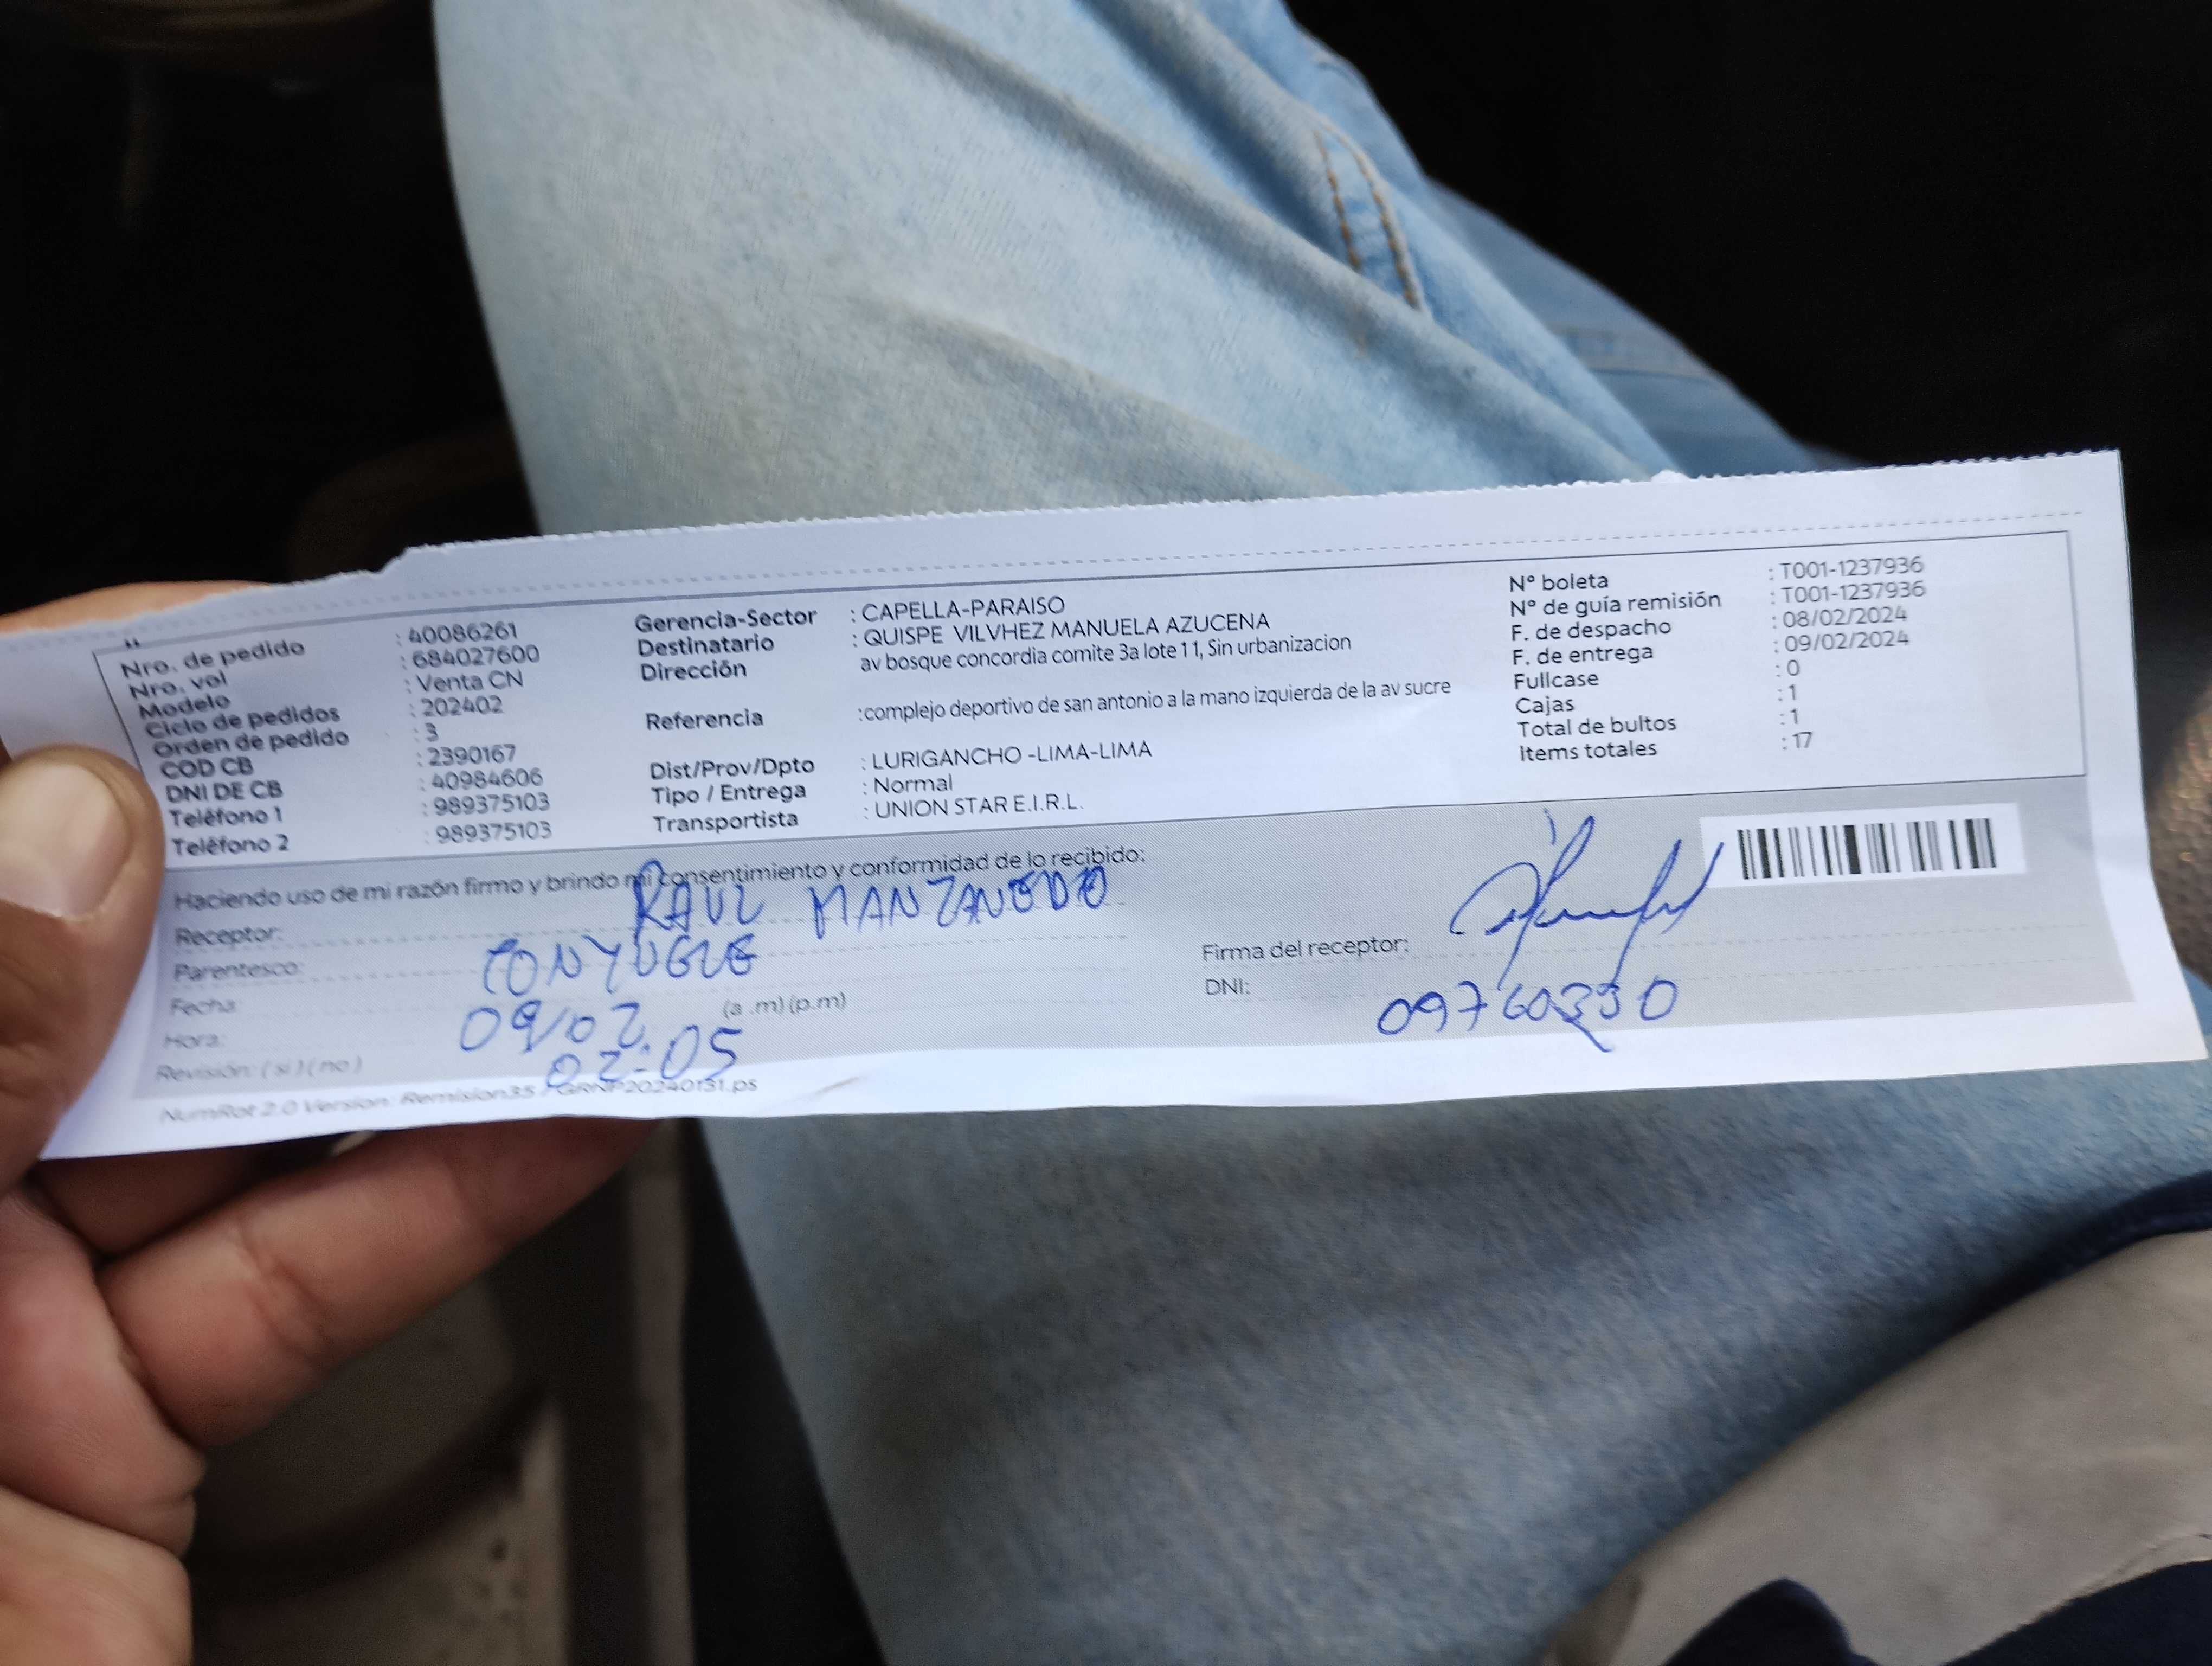 Nro. de pedido : 40086261
Nro. vol : 684027600
Modelo : Venta CN
Ciclo de pedidos : 202402
Orden de pedido : 3
COD CB : 2390167
DNI DE CB : 40984606
Teléfono 1 : 989375103
Teléfono 2 : 989375103
Gerencia-Sector : CAPELLA-PARAISO
Destinatario : QUISPE VILVHEZ MANUELA AZUCENA
Dirección av bosque concordia comite 3a lote 11, Sin urbanizacion
Referencia :complejo deportivo de san antonio a la mano izquierda de la av sucre
Dist/Prov/Dpto : LURIGANCHO -LIMA-LIMA
Tipo / Entrega : Normal
Transportista : UNION STAR E.I.R.L.
N° boleta : T001-1237936
N° de guía remisión : T001-1237936
F. de despacho : 08/02/2024
F. de entrega : 09/02/2024
Fullcase : 0
Cajas : 1
Total de bultos : 1
Items totales : 17
Haciendo uso de mi razón firmo y brindo mi consentimiento y conformidad de lo recibido:
Receptor: RAUL MANZANEDO
Parentesco: CONYUGUE
Fecha: 09/02
Hora: 02:05 (a .m) (p.m)
Revisión: ( si ) ( no )
Firma del receptor:
DNI:
NumRot 2.0 Version: Remision35 / GRNP20240131.ps